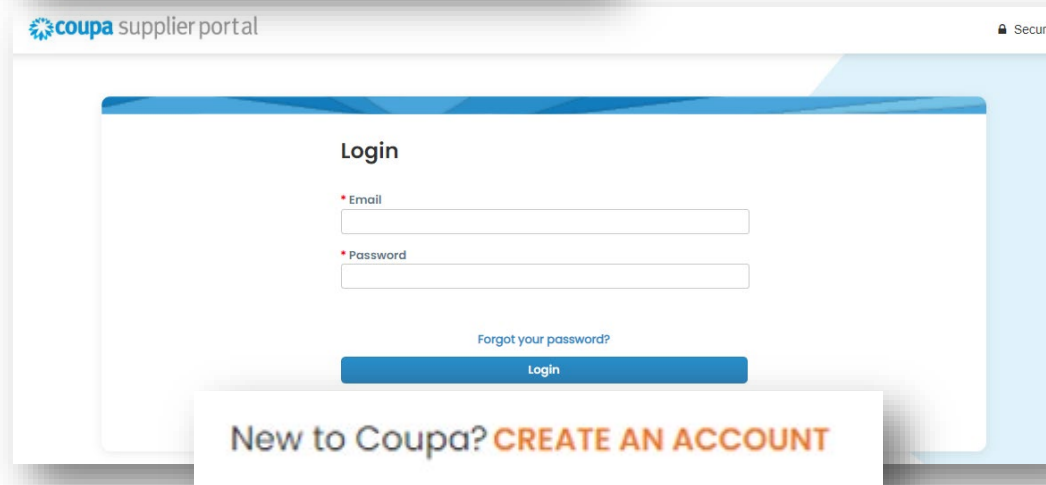 coupa supplier portal
Secur
Login
* Email
* Password
Forgot your password?
Login
New to Coupa? CREATE AN ACCOUNT